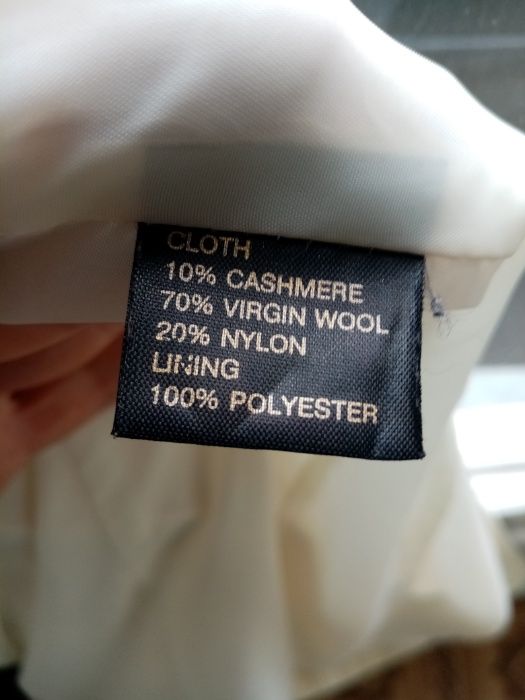 CLOTH
10% CASHMERE
70% VIRGIN WOOL
20% NYLON
LINING
100% POLYESTER